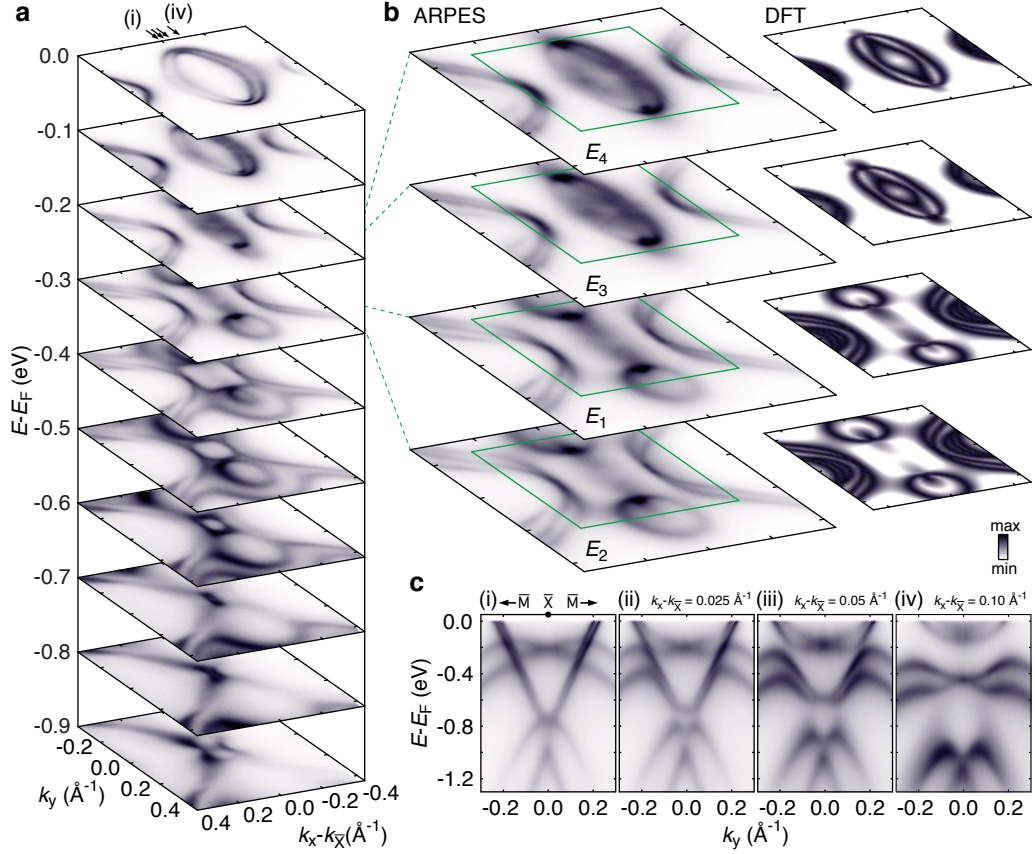 a
(i)
(iv)
0.0
-0.1
-0.2
-0.3
-0.4
-0.5
-0.6
-0.7
-0.8
-0.9
E-E_F (eV)
-0.2
0.0
0.2
0.4
k_y (Å⁻¹)
0.4
0.2
0.0
-0.2
-0.4
k_x-k_X̅(Å⁻¹)
b
ARPES
DFT
E₄
E₃
E₁
E₂
max
min
c
(i) M̅ X̅ M̅
(ii) k_x-k_X̅ = 0.025 Å⁻¹
(iii) k_x-k_X̅ = 0.05 Å⁻¹
(iv) k_x-k_X̅ = 0.10 Å⁻¹
0.0
-0.4
-0.8
-1.2
E-E_F (eV)
-0.2 0.0 0.2
-0.2 0.0 0.2
-0.2 0.0 0.2
-0.2 0.0 0.2
k_y (Å⁻¹)